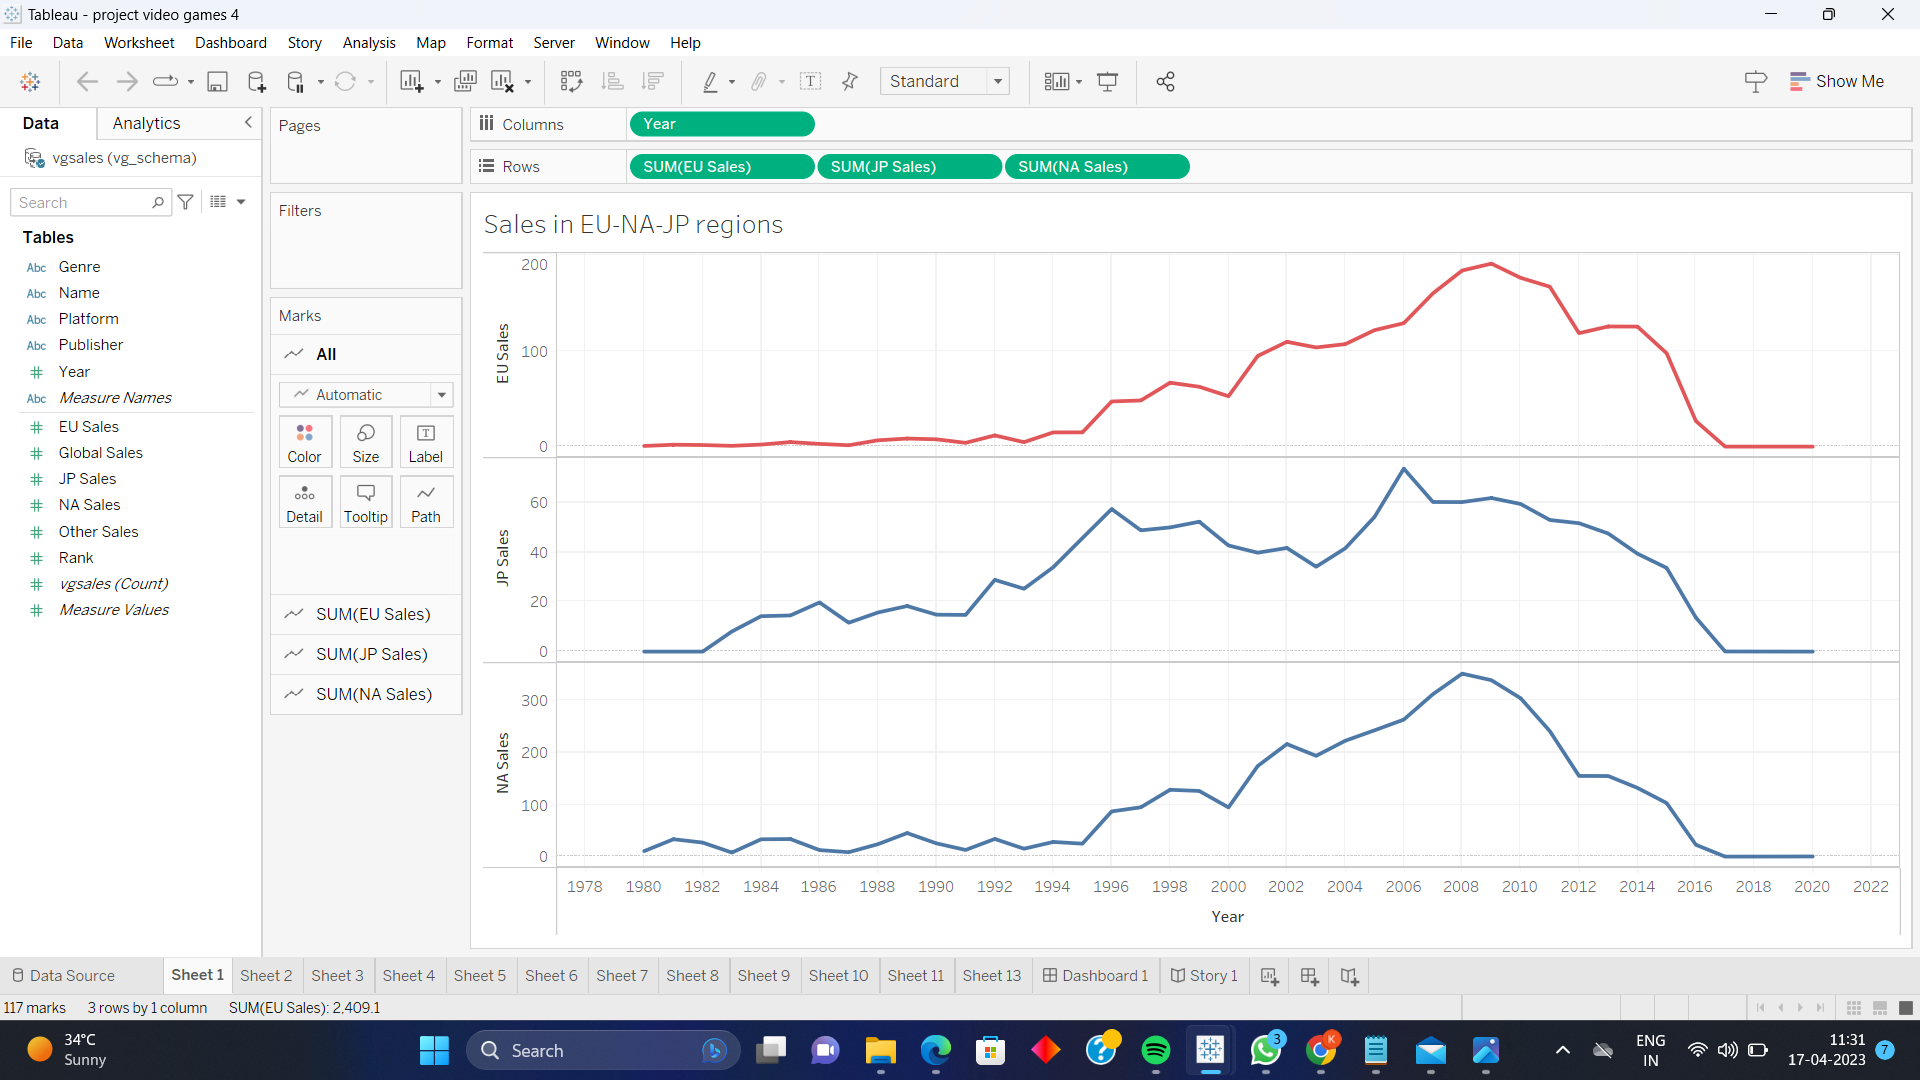 Tableau - project video games 4
File Data Worksheet Dashboard Story Analysis Map Format Server Window Help
Standard
Show Me
Data Analytics
vgsales (vg_schema)
Search
Tables
Abc Genre
Abc Name
Abc Platform
Abc Publisher
# Year
Abc Measure Names
# EU Sales
# Global Sales
# JP Sales
# NA Sales
# Other Sales
# Rank
# vgsales (Count)
# Measure Values
Pages
Filters
Marks
All
Automatic
Color Size Label
Detail Tooltip Path
SUM(EU Sales)
SUM(JP Sales)
SUM(NA Sales)
Columns Year
Rows SUM(EU Sales) SUM(JP Sales) SUM(NA Sales)
Sales in EU-NA-JP regions
EU Sales
200
100
0
JP Sales
60
40
20
0
NA Sales
300
200
100
0
1978 1980 1982 1984 1986 1988 1990 1992 1994 1996 1998 2000 2002 2004 2006 2008 2010 2012 2014 2016 2018 2020 2022
Year
Data Source Sheet 1 Sheet 2 Sheet 3 Sheet 4 Sheet 5 Sheet 6 Sheet 7 Sheet 8 Sheet 9 Sheet 10 Sheet 11 Sheet 13 Dashboard 1 Story 1
117 marks 3 rows by 1 column SUM(EU Sales): 2,409.1
34°C
Sunny
Search
3
K
ENG
IN
11:31
17-04-2023
7